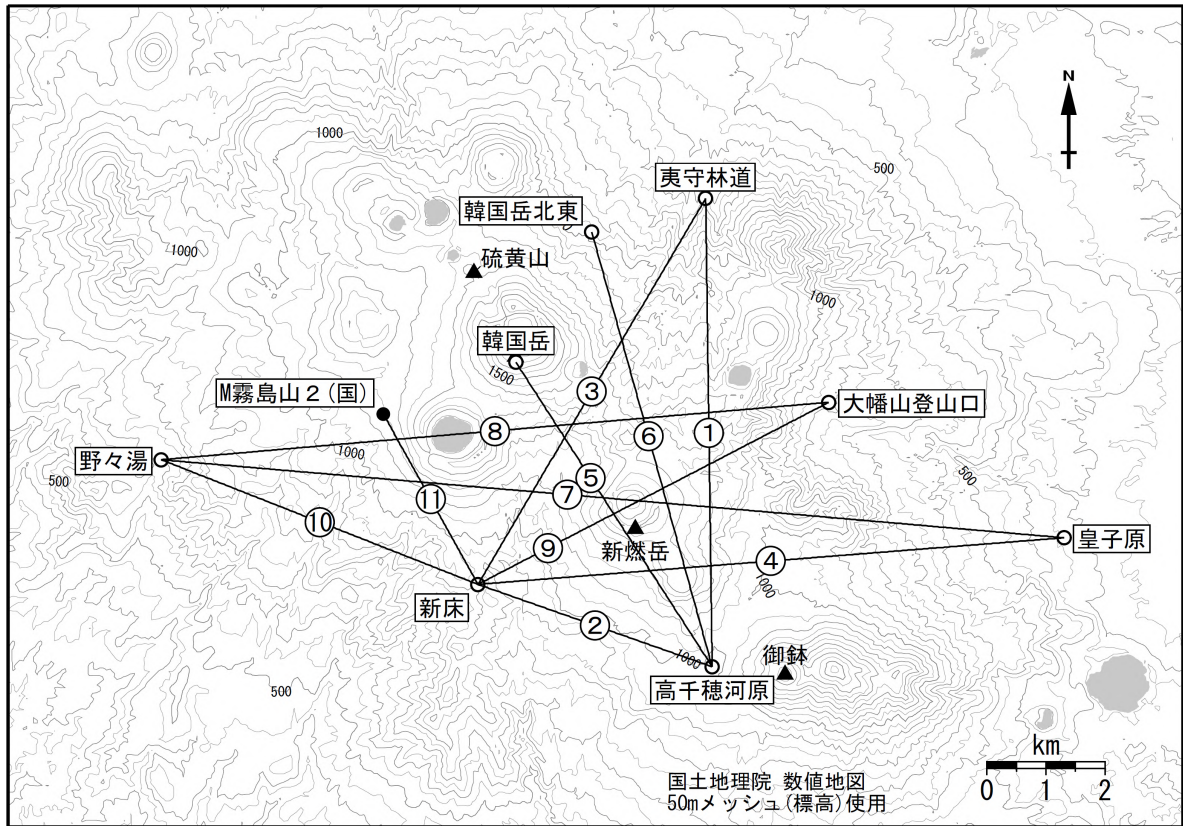 N
1000
500
夷守林道
韓国岳北東
1000
硫黄山
1000
韓国岳
1500
③
M霧島山2(国)
大幡山登山口
⑧
⑥
①
野々湯
1000
500
500
⑤
⑦
⑪
⑩
⑨
新燃岳
④
皇子原
1000
新床
②
1000
御鉢
高千穂河原
500
km
0 1 2
国土地理院 数値地図
50mメッシュ(標高)使用